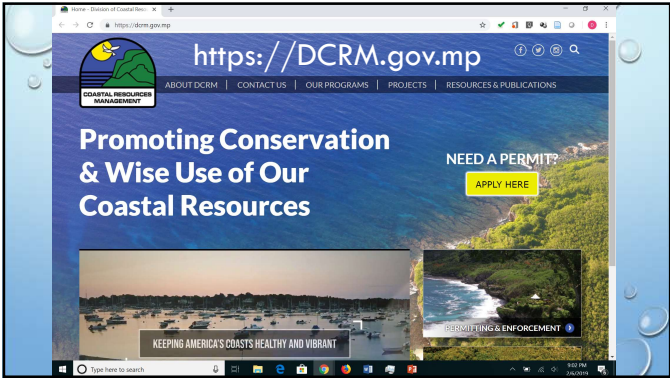 Home - Division of Coastal Resou
https://dcrm.gov.mp
https://DCRM.gov.mp
ABOUT DCRM | CONTACT US | OUR PROGRAMS | PROJECTS | RESOURCES & PUBLICATIONS
COASTAL RESOURCES
MANAGEMENT
Promoting Conservation
& Wise Use of Our
Coastal Resources
NEED A PERMIT?
APPLY HERE
KEEPING AMERICA'S COASTS HEALTHY AND VIBRANT
PERMITTING & ENFORCEMENT
Type here to search
9:02 PM
2/6/2019